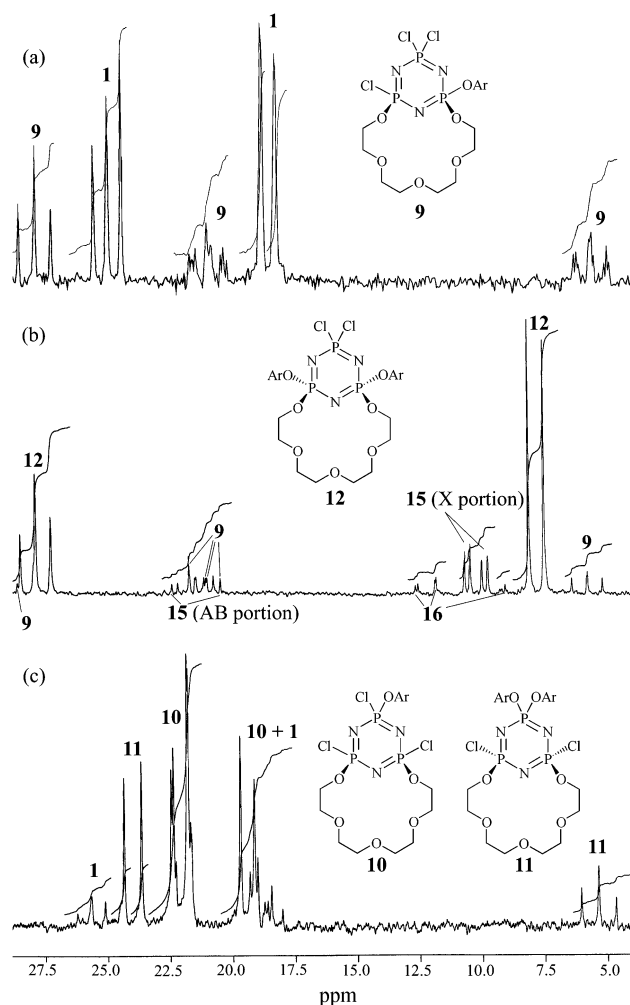 (a)
9
1
9
1
9
Cl Cl
P
N N
Cl P P OAr
N
O O
O O
O
9
(b)
12
9
9
15 (AB portion)
Cl Cl
P
N N
ArO P P OAr
N
O O
O O
O
12
15 (X portion)
16
12
9
(c)
1
11
10
10 + 1
Cl OAr
P
N N
Cl P P Cl
N
O O
O O
O
10
ArO OAr
P
N N
Cl P P Cl
N
O O
O O
O
11
11
27.5 25.0 22.5 20.0 17.5 15.0 12.5 10.0 7.5 5.0
ppm